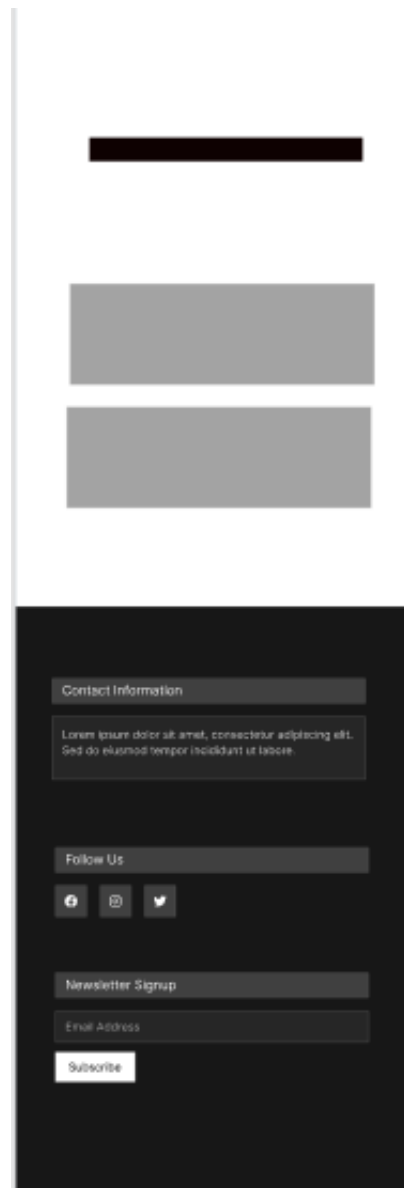 Contact Information
Lorem ipsum dolor sit amet, consectetur adipiscing elit.
Sed do eiusmod tempor incididunt ut labore.
Follow Us
Newsletter Signup
Email Address
Subscribe